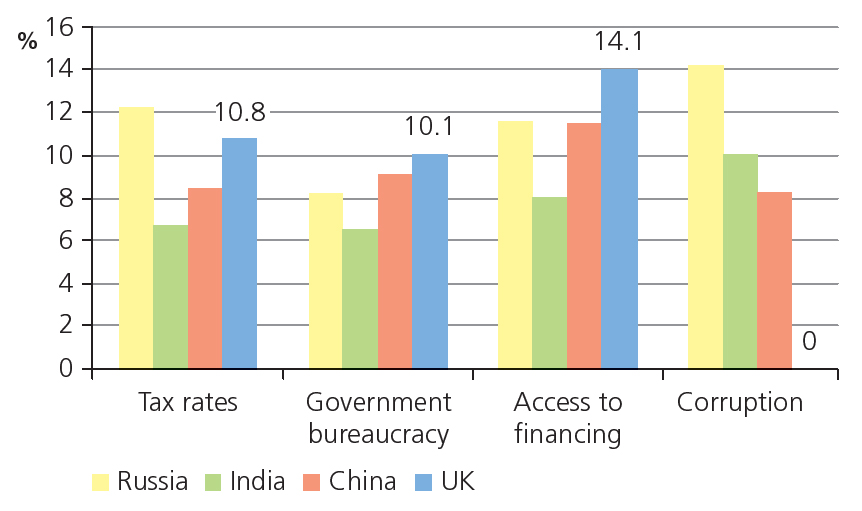 16
%
14
12
10
8
6
4
2
0
10.8
10.1
14.1
0
Tax rates
Government
bureaucracy
Access to
financing
Corruption
Russia India China UK